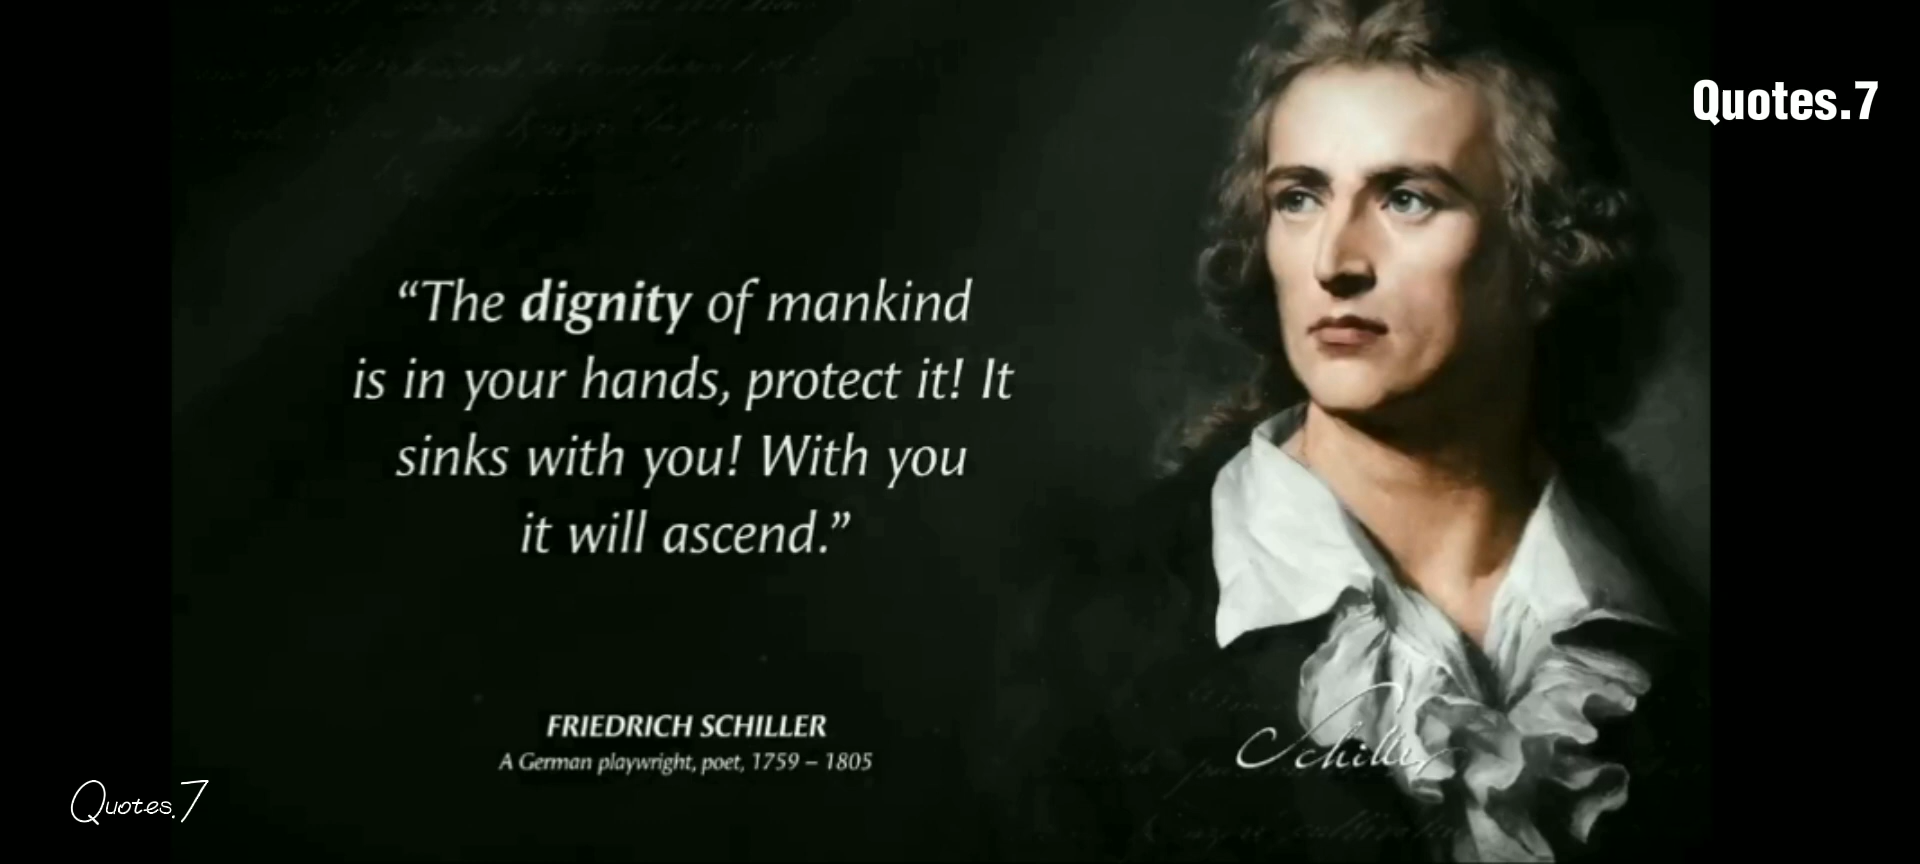 Quotes.7
“The dignity of mankind
is in your hands, protect it! It
sinks with you! With you
it will ascend.”
FRIEDRICH SCHILLER
A German playwright, poet, 1759 – 1805
Schiller
Quotes.7